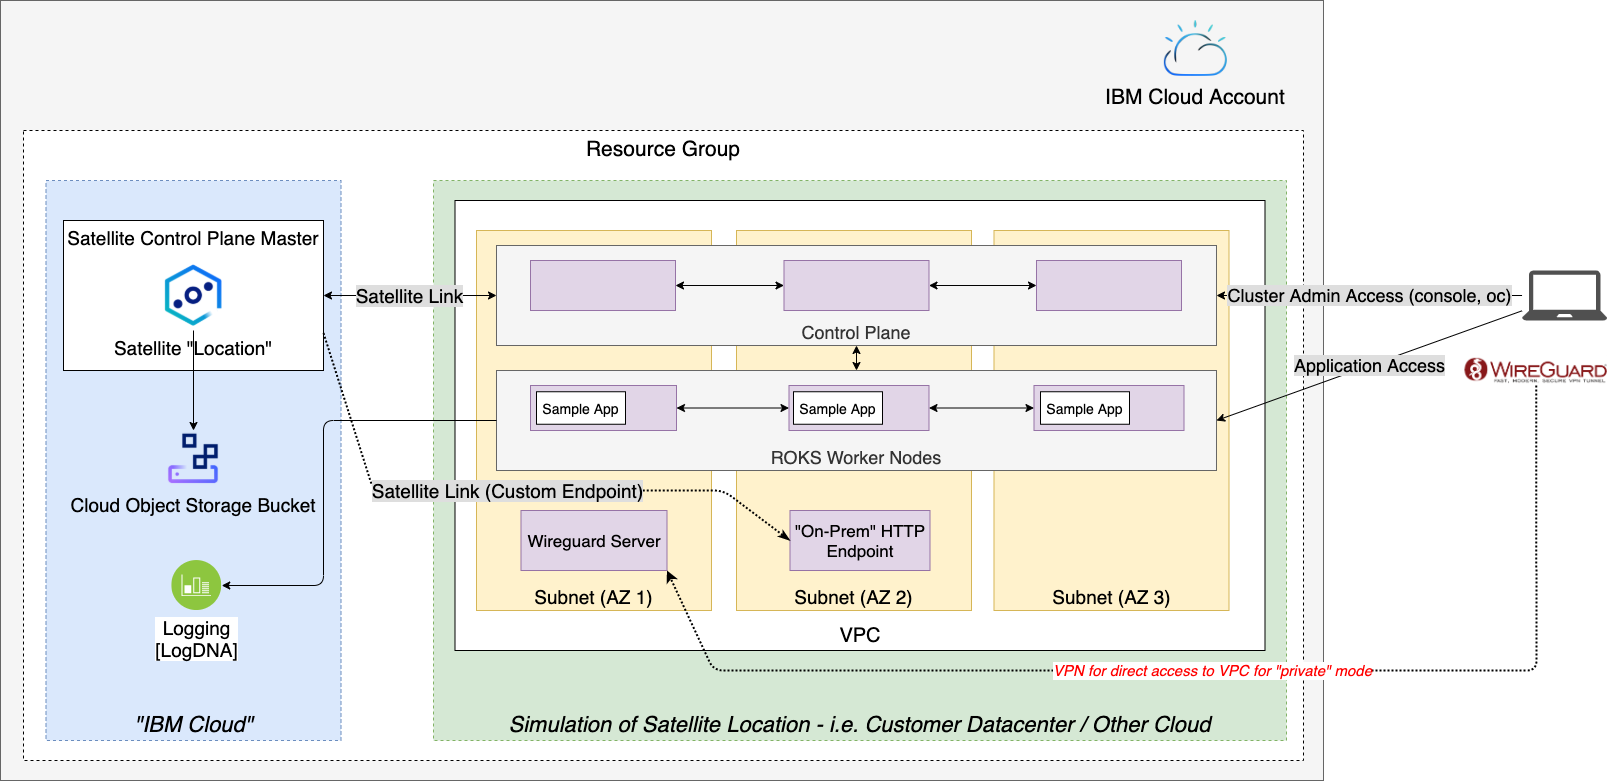 IBM Cloud Account
Resource Group
Satellite Control Plane Master
Satellite "Location"
Cloud Object Storage Bucket
Logging
[LogDNA]
"IBM Cloud"
Satellite Link
Control Plane
Sample App
Sample App
Sample App
ROKS Worker Nodes
Satellite Link (Custom Endpoint)
Wireguard Server
"On-Prem" HTTP
Endpoint
Subnet (AZ 1)
Subnet (AZ 2)
Subnet (AZ 3)
VPC
VPN for direct access to VPC for "private" mode
Simulation of Satellite Location - i.e. Customer Datacenter / Other Cloud
Cluster Admin Access (console, oc)
Application Access
WIREGUARD
FAST, MODERN, SECURE VPN TUNNEL